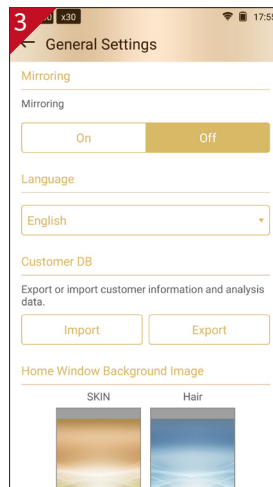 3
x30
17:55
← General Settings
Mirroring
Mirroring
On Off
Language
English
Customer DB
Export or import customer information and analysis
data.
Import Export
Home Window Background Image
SKIN Hair